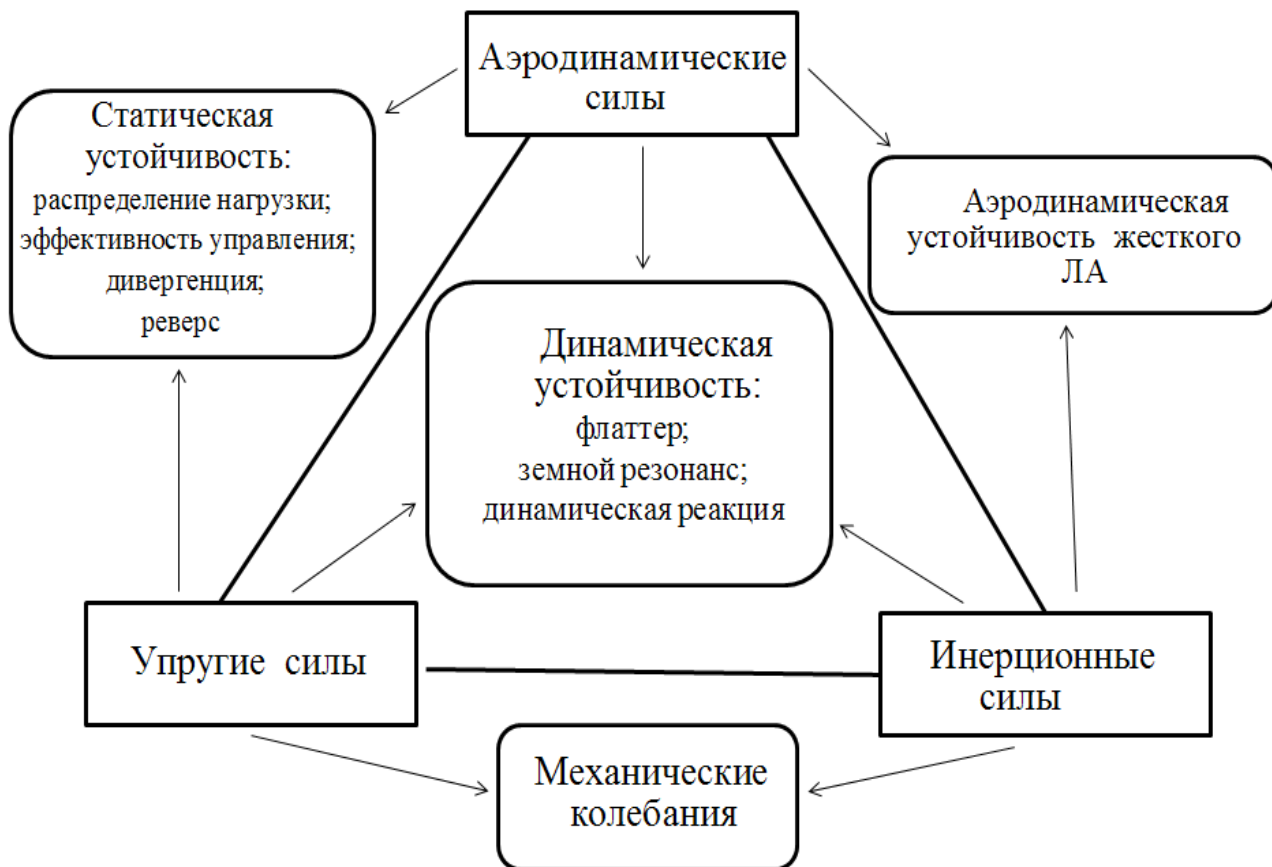 Аэродинамические
силы
Статическая
устойчивость:
распределение нагрузки;
эффективность управления;
дивергенция;
реверс
Аэродинамическая
устойчивость жесткого
ЛА
Динамическая
устойчивость:
флаттер;
земной резонанс;
динамическая реакция
Упругие силы
Инерционные
силы
Механические
колебания